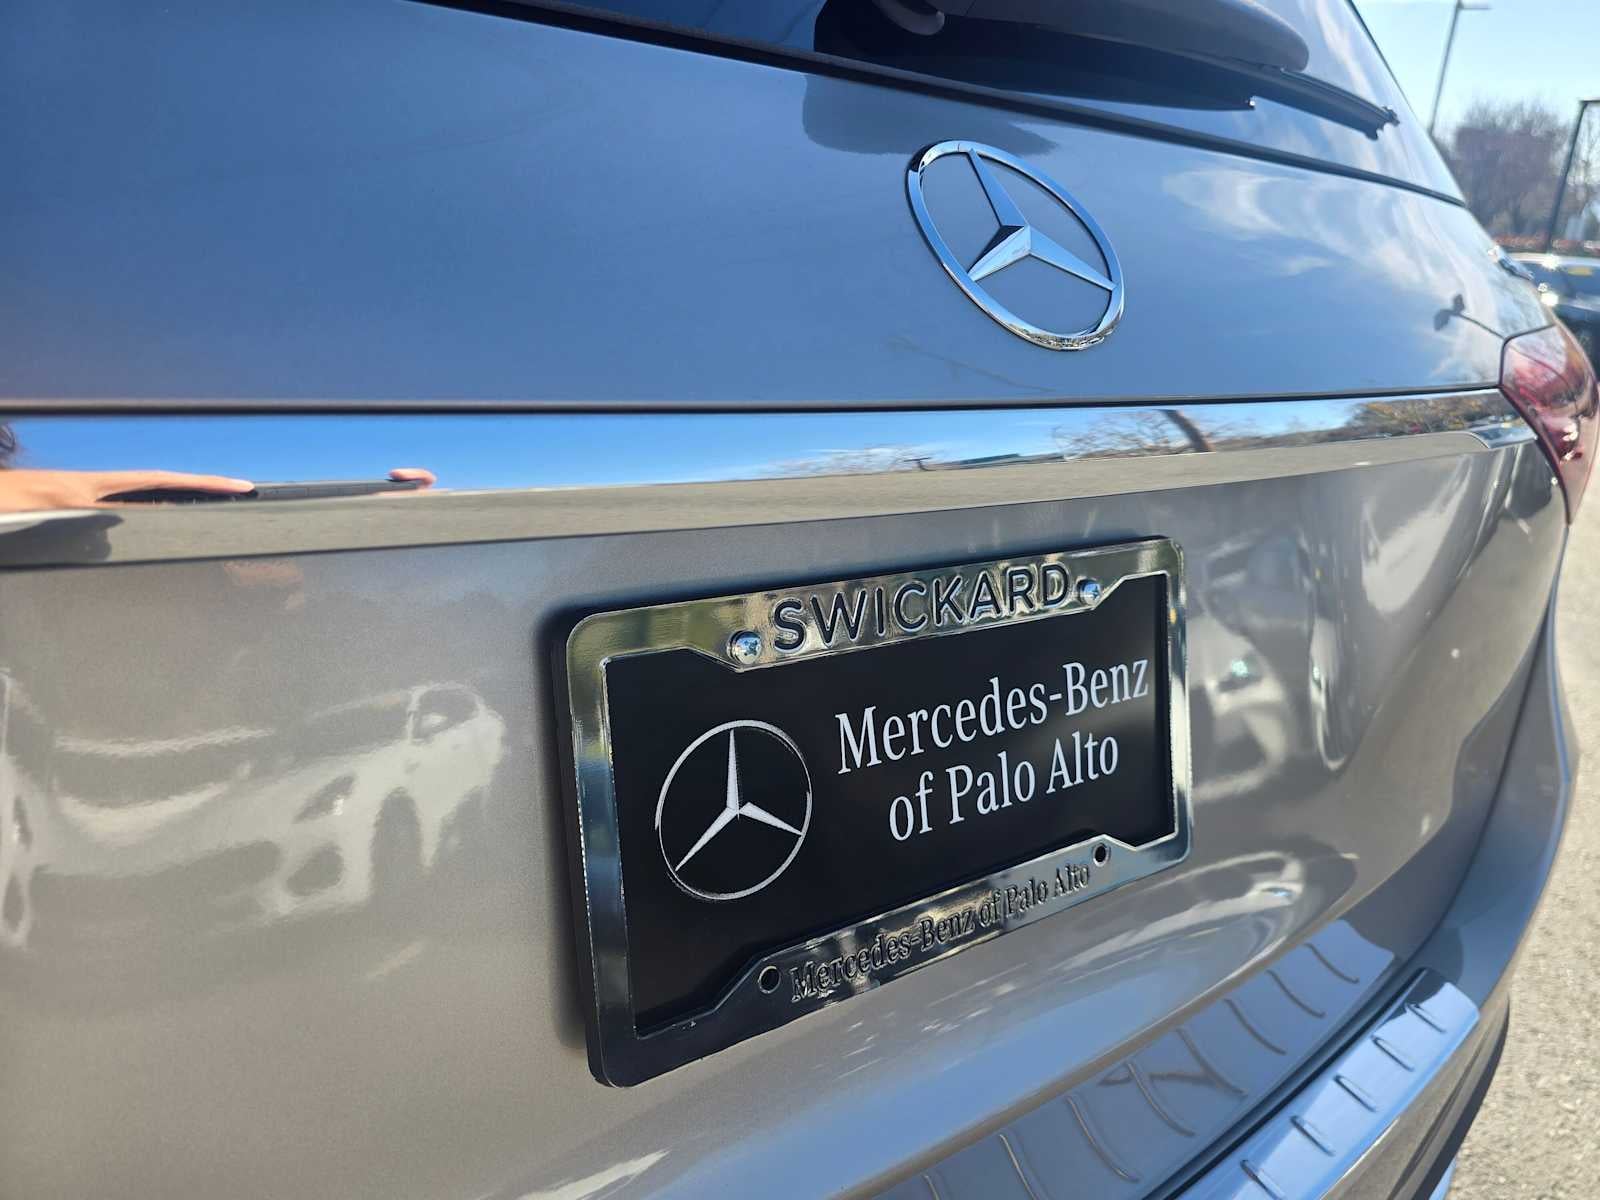 SWICKARD
Mercedes-Benz
of Palo Alto
Mercedes-Benz of Palo Alto